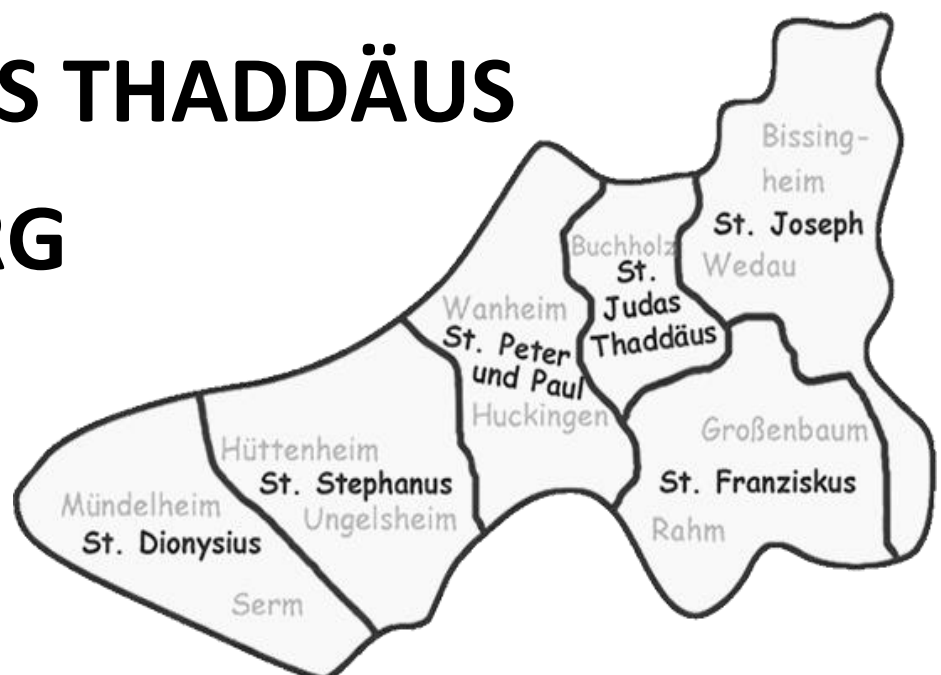 S THADDÄUS
RG
Bissing-
heim
St. Joseph
Wedau
Buchholz
St.
Judas
Thaddäus
Wanheim
St. Peter
und Paul
Huckingen
Großenbaum
St. Franziskus
Rahm
Hüttenheim
St. Stephanus
Ungelsheim
Mündelheim
St. Dionysius
Serm